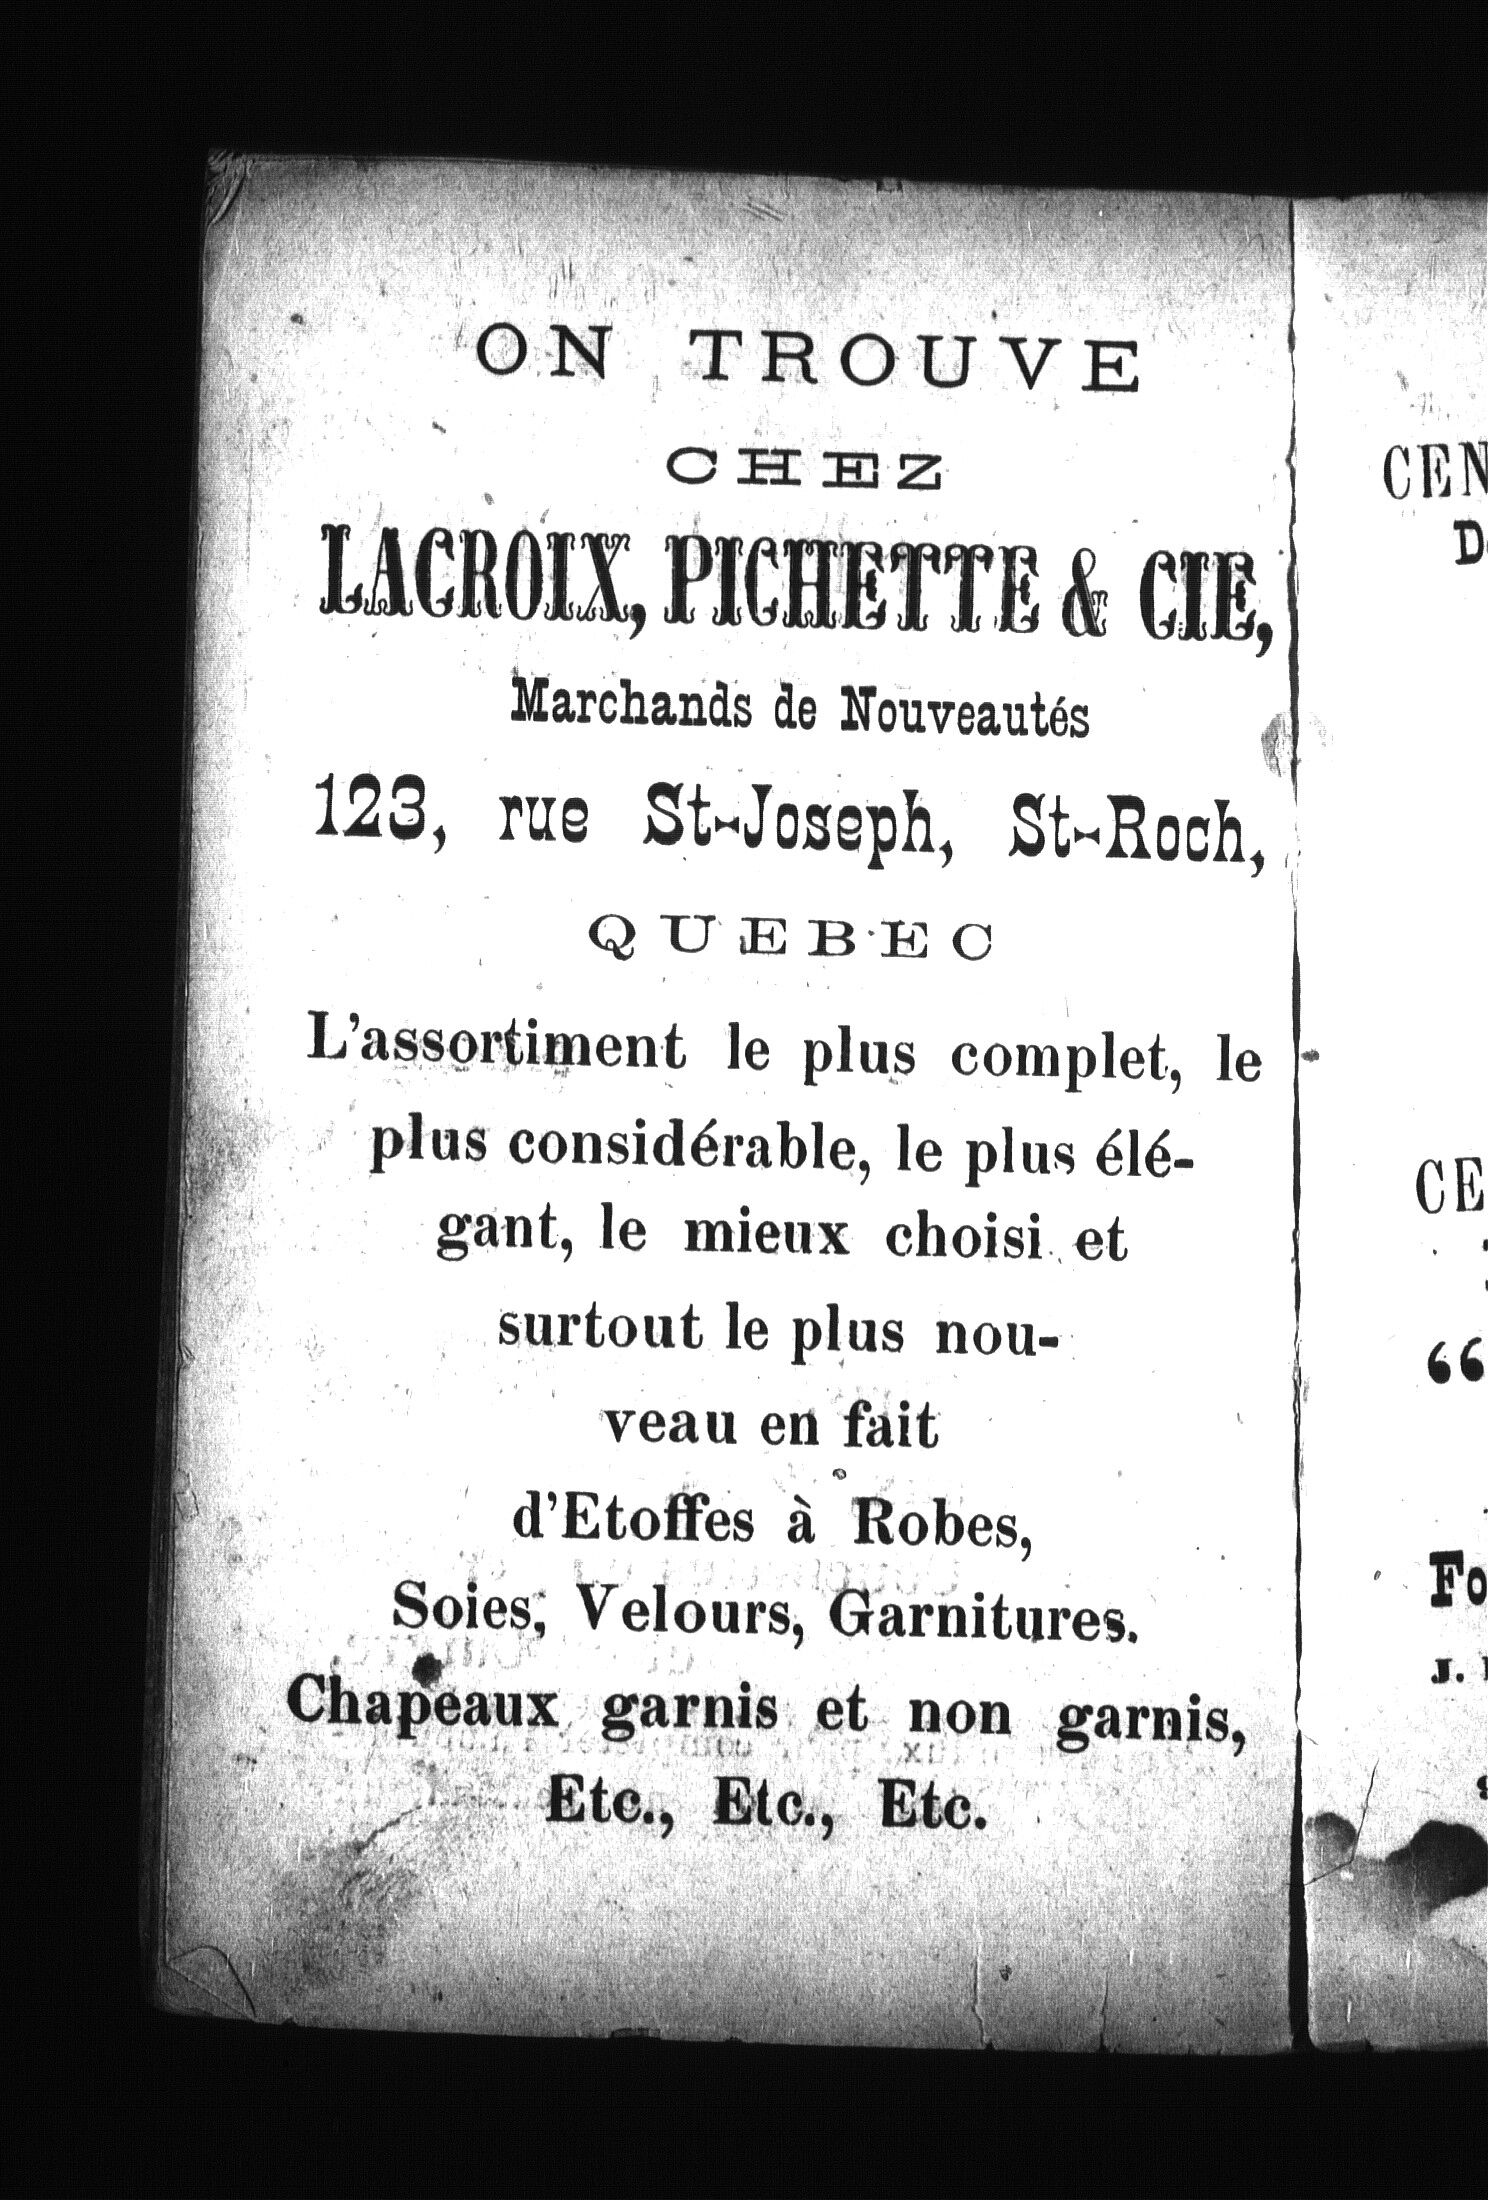 ON TROUVE
CHEZ
LACROIX, PICHETTE & CIE,
Marchands de Nouveautés
123, rue St-Joseph, St-Roch,
QUEBEC
L'assortiment le plus complet, le
plus considérable, le plus élé-
gant, le mieux choisi et
surtout le plus nou-
veau en fait
d'Etoffes à Robes,
Soies, Velours, Garnitures.
Chapeaux garnis et non garnis,
Etc., Etc., Etc.